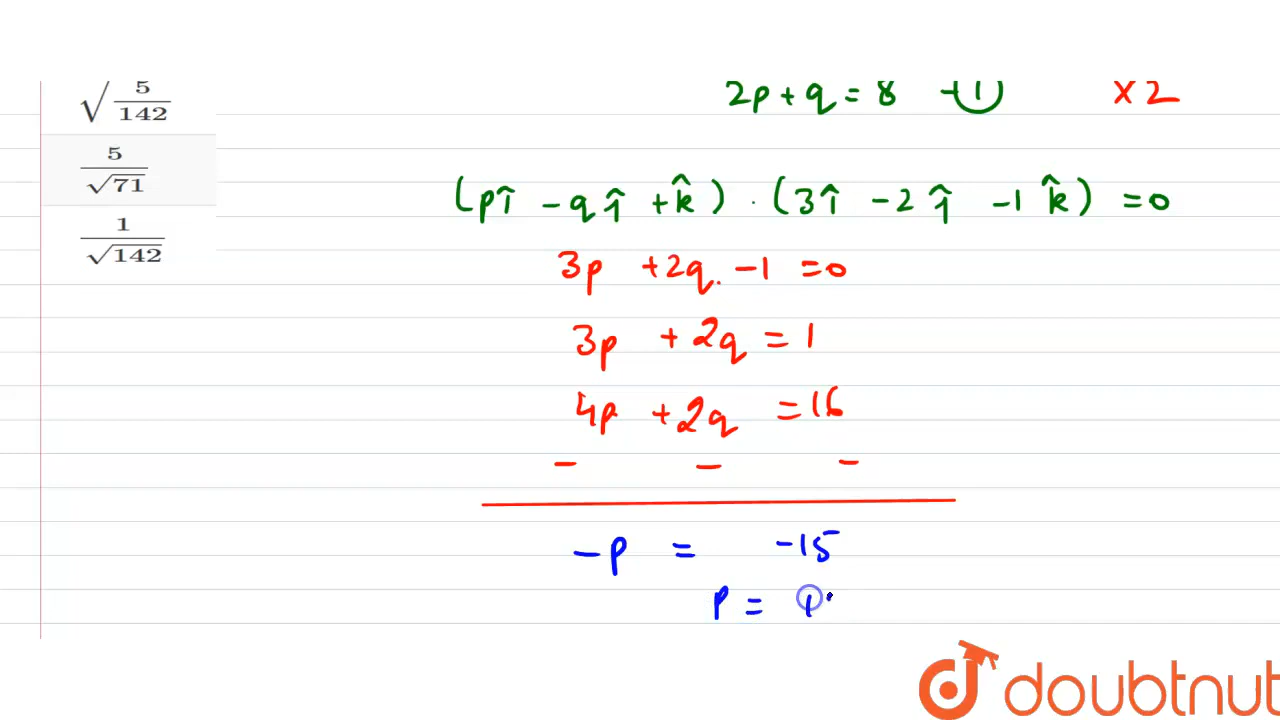 √5/142
5/√71
1/√142
2p + q = 8 -① × 2
(pî - qĵ + k̂) · (3î - 2ĵ - 1k̂) = 0
3p + 2q - 1 = 0
3p + 2q = 1
4p + 2q = 16
- - -
-p = -15
p = 1
doubtnut